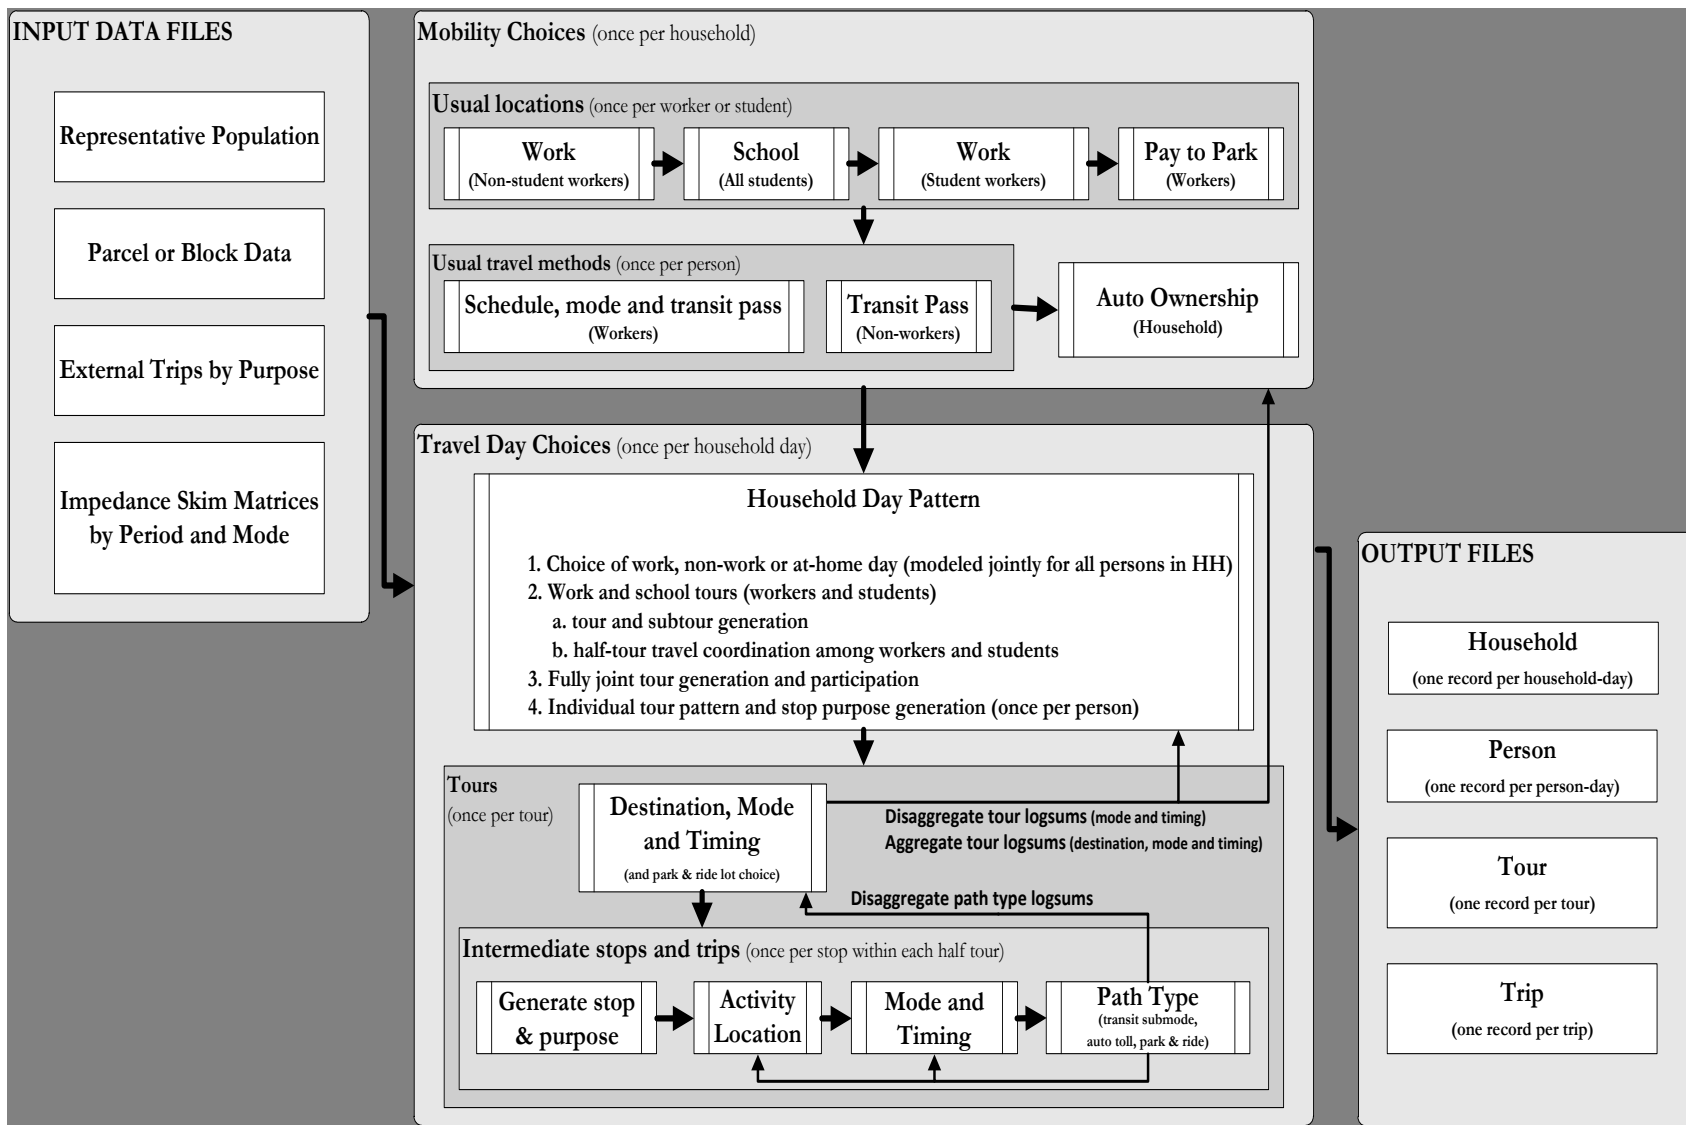 INPUT DATA FILES
Representative Population
Parcel or Block Data
External Trips by Purpose
Impedance Skim Matrices
by Period and Mode
Mobility Choices (once per household)
Usual locations (once per worker or student)
Work
(Non-student workers)
School
(All students)
Work
(Student workers)
Pay to Park
(Workers)
Usual travel methods (once per person)
Schedule, mode and transit pass
(Workers)
Transit Pass
(Non-workers)
Auto Ownership
(Household)
Travel Day Choices (once per household day)
Household Day Pattern
1. Choice of work, non-work or at-home day (modeled jointly for all persons in HH)
2. Work and school tours (workers and students)
a. tour and subtour generation
b. half-tour travel coordination among workers and students
3. Fully joint tour generation and participation
4. Individual tour pattern and stop purpose generation (once per person)
Tours
(once per tour)
Destination, Mode
and Timing
(and park & ride lot choice)
Disaggregate tour logsums (mode and timing)
Aggregate tour logsums (destination, mode and timing)
Disaggregate path type logsums
Intermediate stops and trips (once per stop within each half tour)
Generate stop
& purpose
Activity
Location
Mode and
Timing
Path Type
(transit submode,
auto toll, park & ride)
OUTPUT FILES
Household
(one record per household-day)
Person
(one record per person-day)
Tour
(one record per tour)
Trip
(one record per trip)